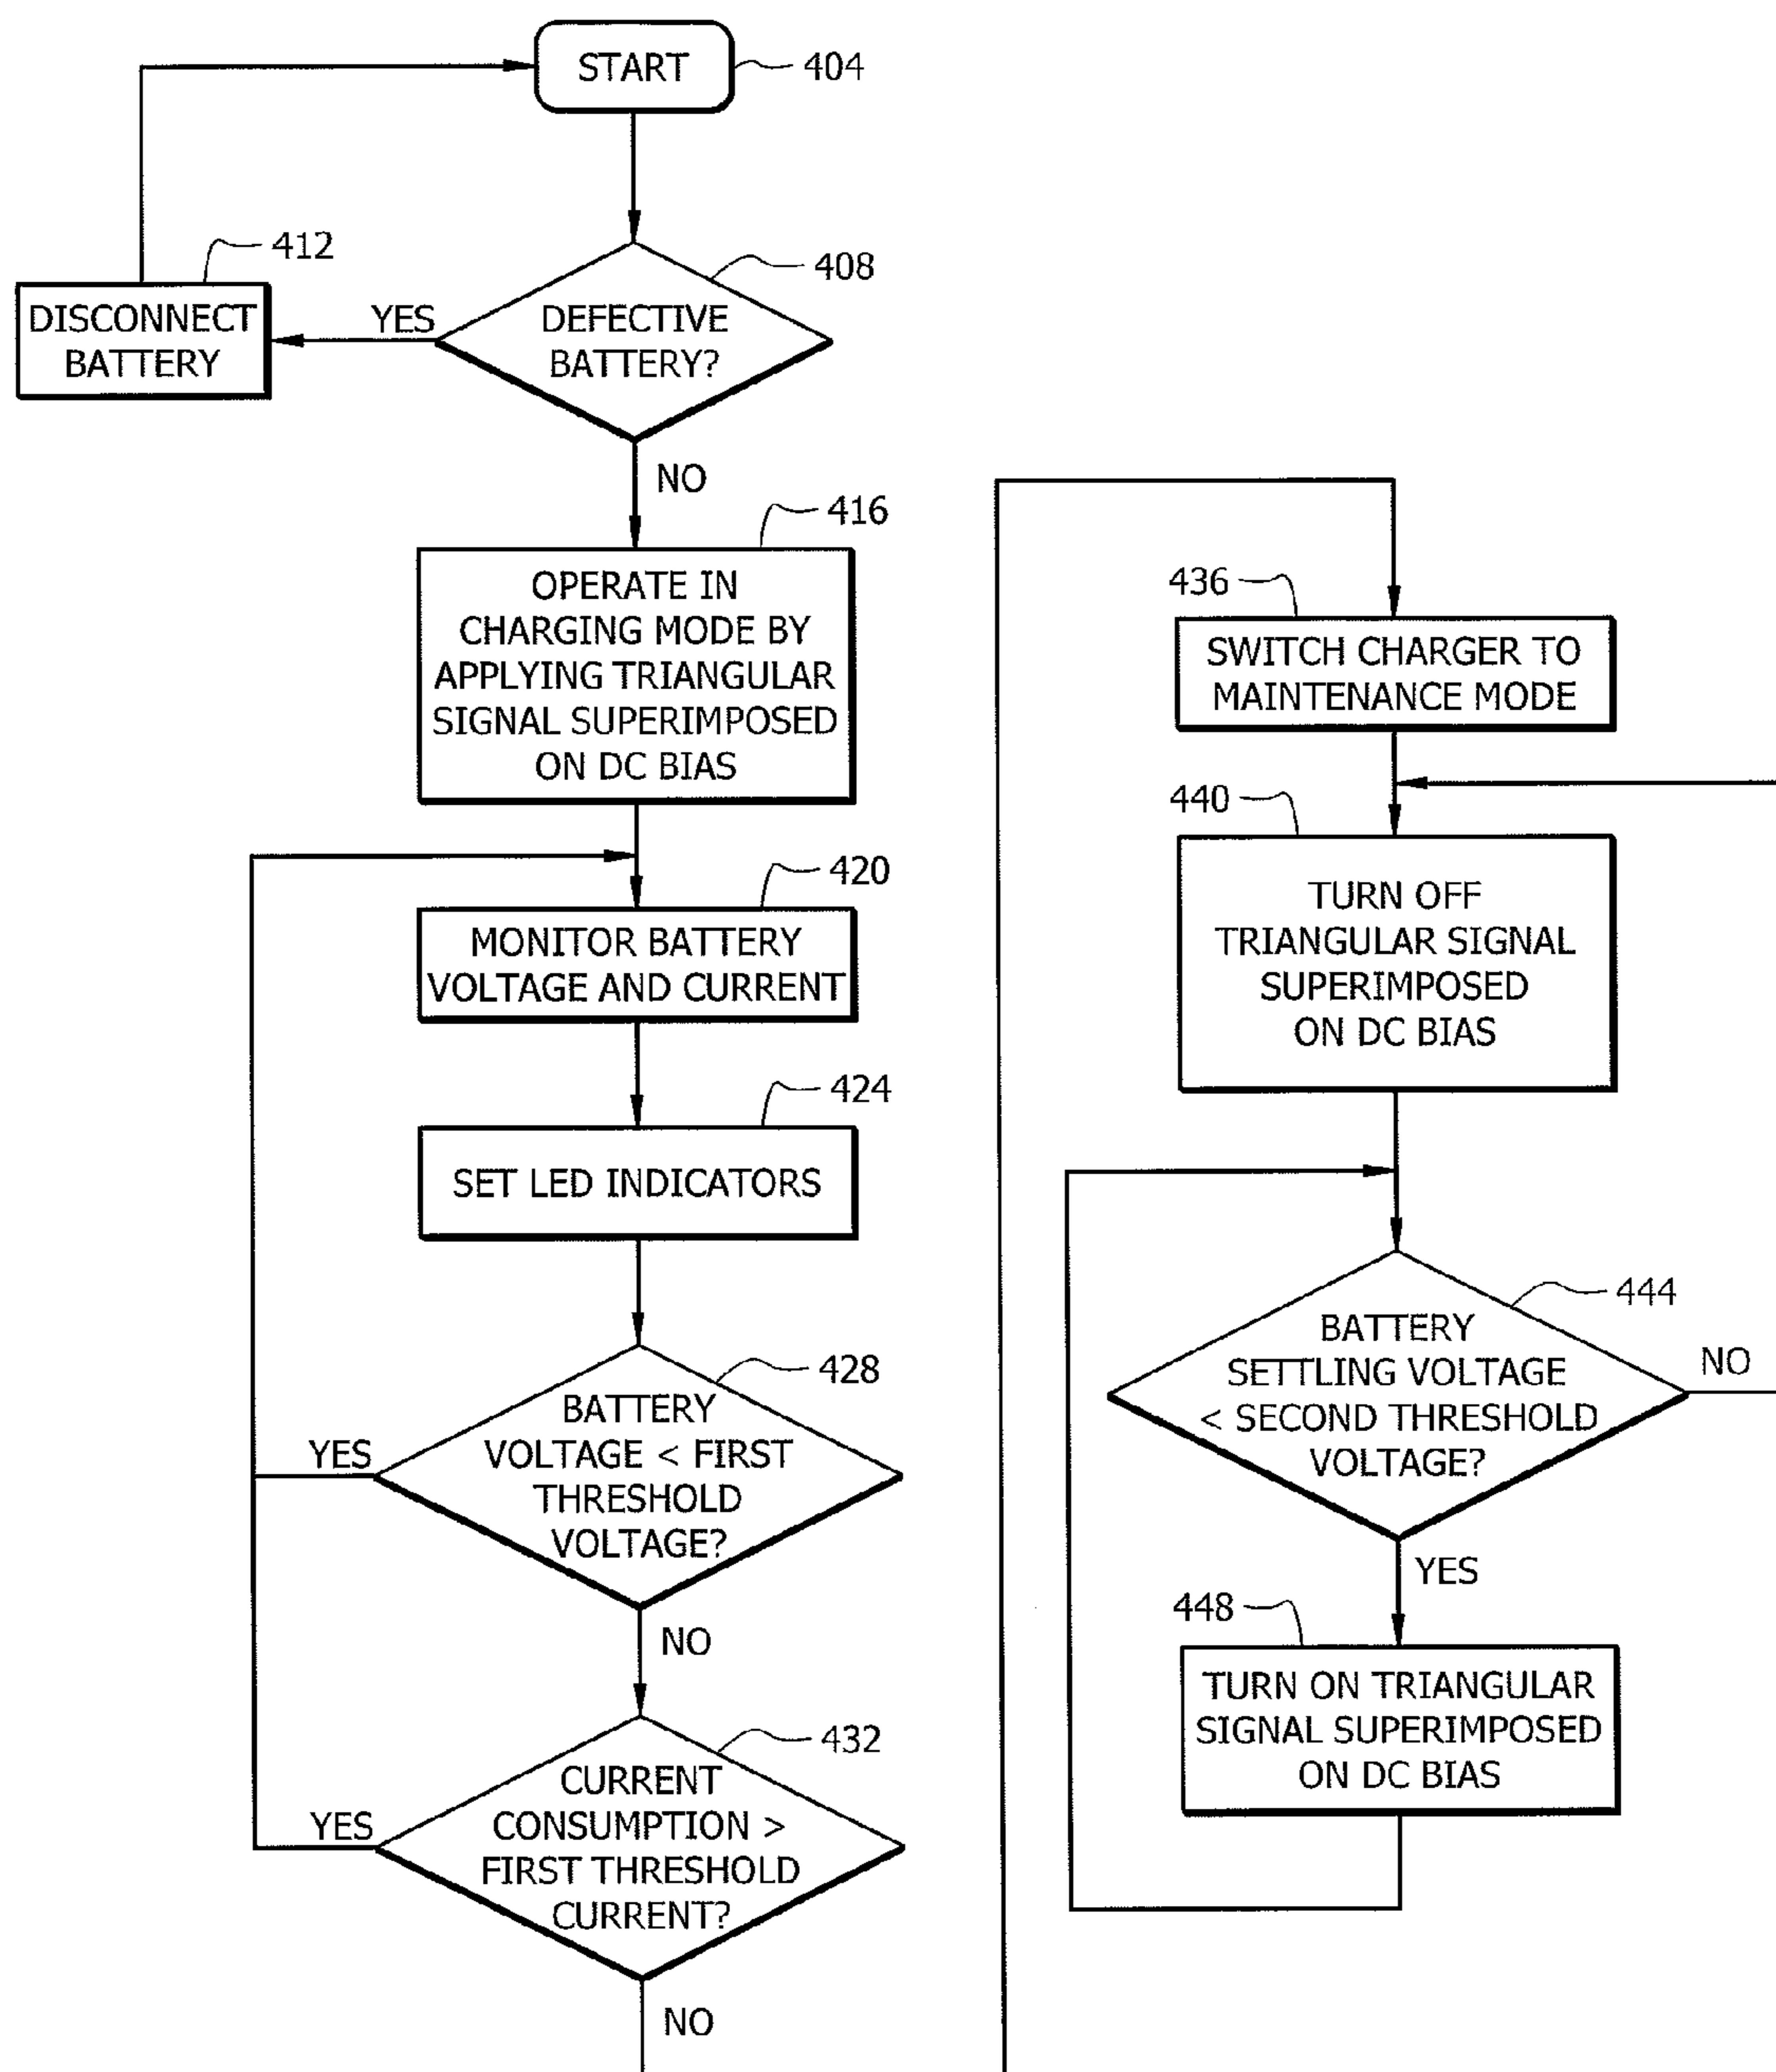 START
404
412
DISCONNECT
BATTERY
YES
408
DEFECTIVE
BATTERY?
NO
416
OPERATE IN
CHARGING MODE BY
APPLYING TRIANGULAR
SIGNAL SUPERIMPOSED
ON DC BIAS
420
MONITOR BATTERY
VOLTAGE AND CURRENT
424
SET LED INDICATORS
428
BATTERY
VOLTAGE < FIRST
THRESHOLD
VOLTAGE?
YES
NO
432
CURRENT
CONSUMPTION >
FIRST THRESHOLD
CURRENT?
YES
NO
436
SWITCH CHARGER TO
MAINTENANCE MODE
440
TURN OFF
TRIANGULAR SIGNAL
SUPERIMPOSED
ON DC BIAS
444
BATTERY
SETTLING VOLTAGE
< SECOND THRESHOLD
VOLTAGE?
NO
YES
448
TURN ON TRIANGULAR
SIGNAL SUPERIMPOSED
ON DC BIAS